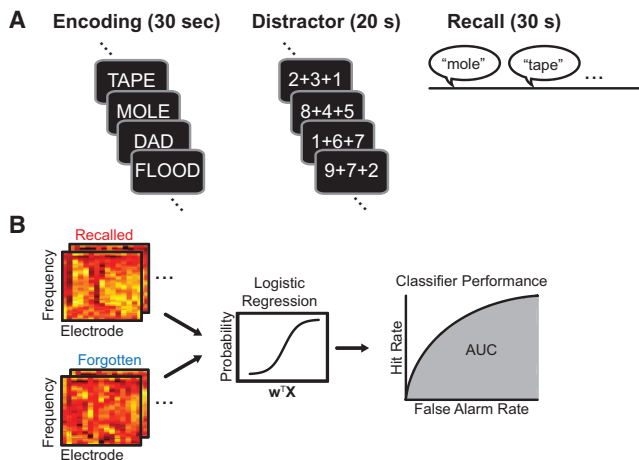 A
Encoding (30 sec)
Distractor (20 s)
Recall (30 s)
TAPE
MOLE
DAD
FLOOD
2+3+1
8+4+5
1+6+7
9+7+2
“mole”
“tape”
...
B
Recalled
Frequency
...
Electrode
Forgotten
Frequency
...
Electrode
Logistic
Regression
Probability
wᵀX
Classifier Performance
Hit Rate
AUC
False Alarm Rate